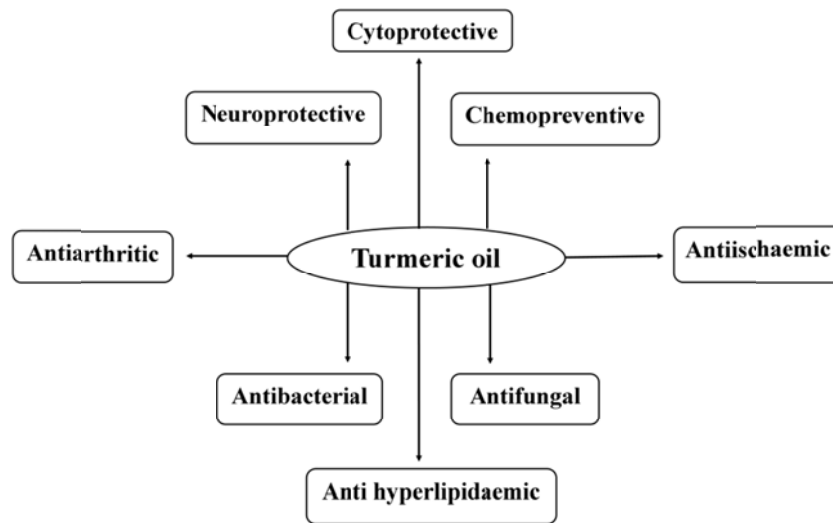 Cytoprotective
Neuroprotective
Chemopreventive
Antiarthritic
Turmeric oil
Antiischaemic
Antibacterial
Antifungal
Anti hyperlipidaemic